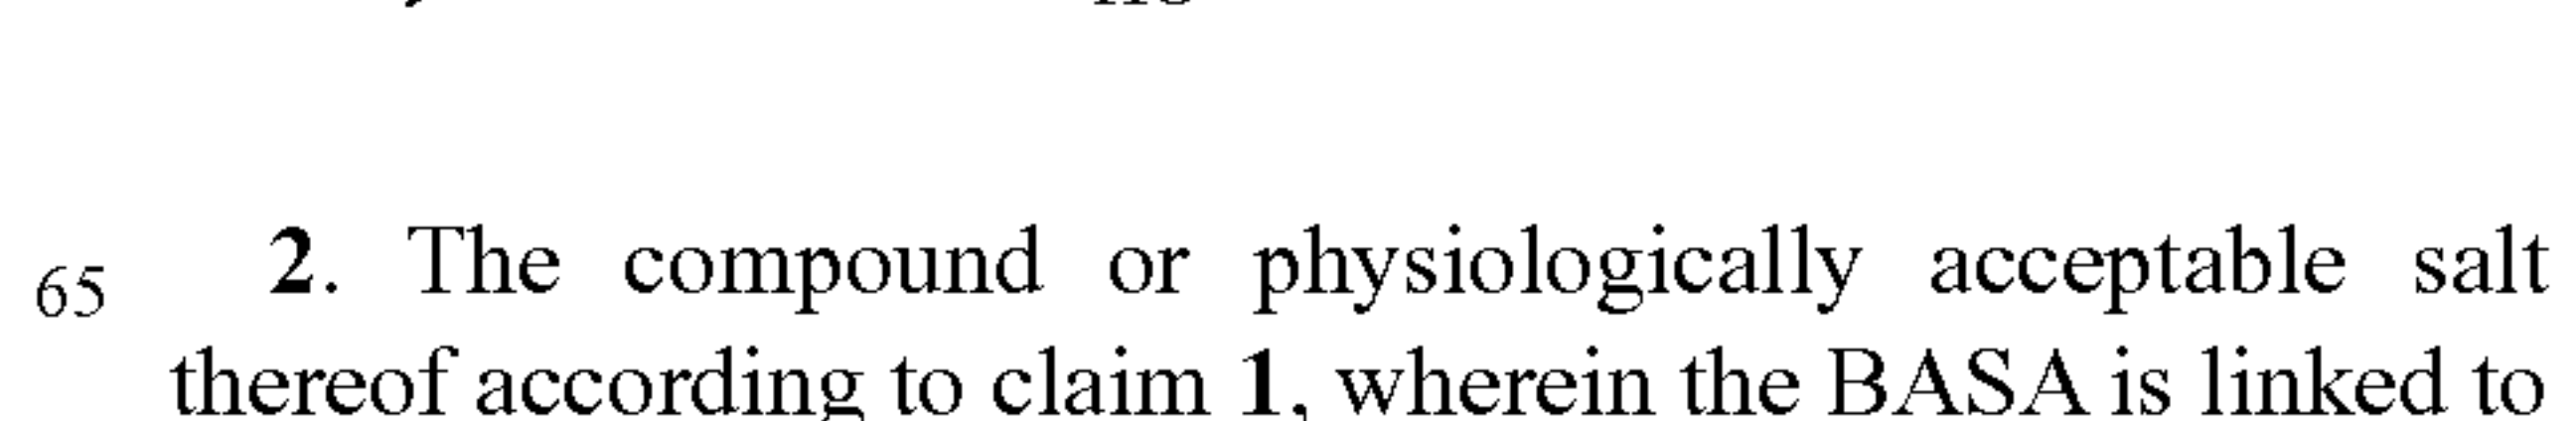 65 2. The compound or physiologically acceptable salt
thereof according to claim 1, wherein the BASA is linked to